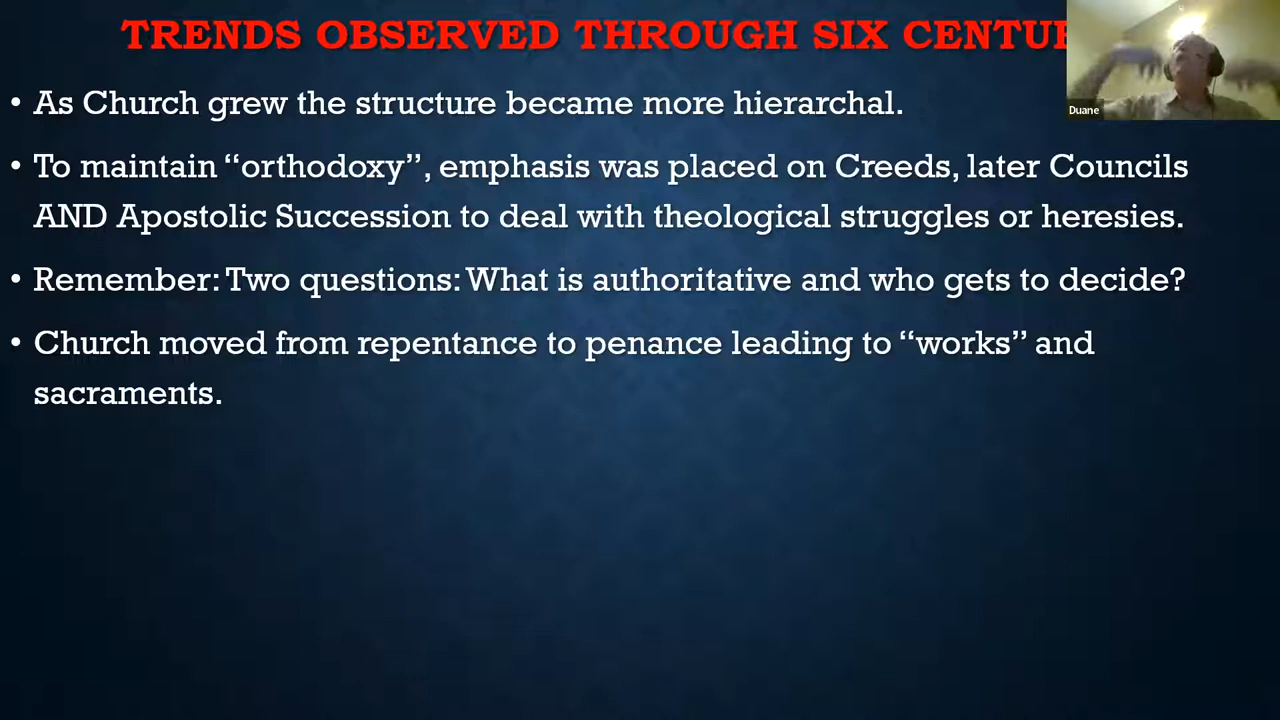 TRENDS OBSERVED THROUGH SIX
Duane
• As Church grew the structure became more hierarchal.
• To maintain “orthodoxy”, emphasis was placed on Creeds, later Councils
AND Apostolic Succession to deal with theological struggles or heresies.
• Remember: Two questions: What is authoritative and who gets to decide?
• Church moved from repentance to penance leading to “works” and
sacraments.